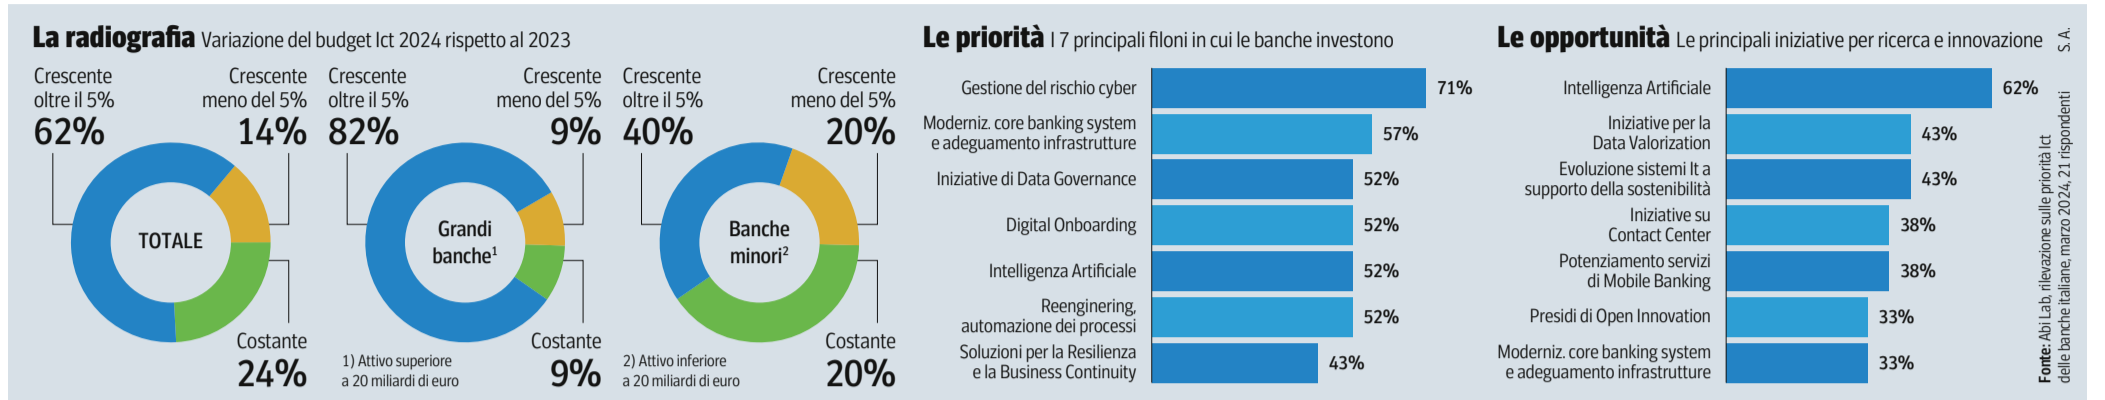 La radiografia Variazione del budget Ict 2024 rispetto al 2023
Crescente
oltre il 5%
62%
Crescente
meno del 5%
14%
TOTALE
Costante
24%
Crescente
oltre il 5%
82%
Crescente
meno del 5%
9%
Grandi
banche¹
Costante
9%
1) Attivo superiore
a 20 miliardi di euro
Crescente
oltre il 5%
40%
Crescente
meno del 5%
20%
Banche
minori²
Costante
20%
2) Attivo inferiore
a 20 miliardi di euro
Le priorità I 7 principali filoni in cui le banche investono
Gestione del rischio cyber 71%
Moderniz. core banking system
e adeguamento infrastrutture 57%
Iniziative di Data Governance 52%
Digital Onboarding 52%
Intelligenza Artificiale 52%
Reenginering,
automazione dei processi 52%
Soluzioni per la Resilienza
e la Business Continuity 43%
Le opportunità Le principali iniziative per ricerca e innovazione
Intelligenza Artificiale 62%
Iniziative per la
Data Valorization 43%
Evoluzione sistemi It a
supporto della sostenibilità 43%
Iniziative su
Contact Center 38%
Potenziamento servizi
di Mobile Banking 38%
Presidi di Open Innovation 33%
Moderniz. core banking system
e adeguamento infrastrutture 33%
Fonte: Abi Lab, rilevazione sulle priorità Ict
delle banche italiane, marzo 2024, 21 rispondenti
S. A.